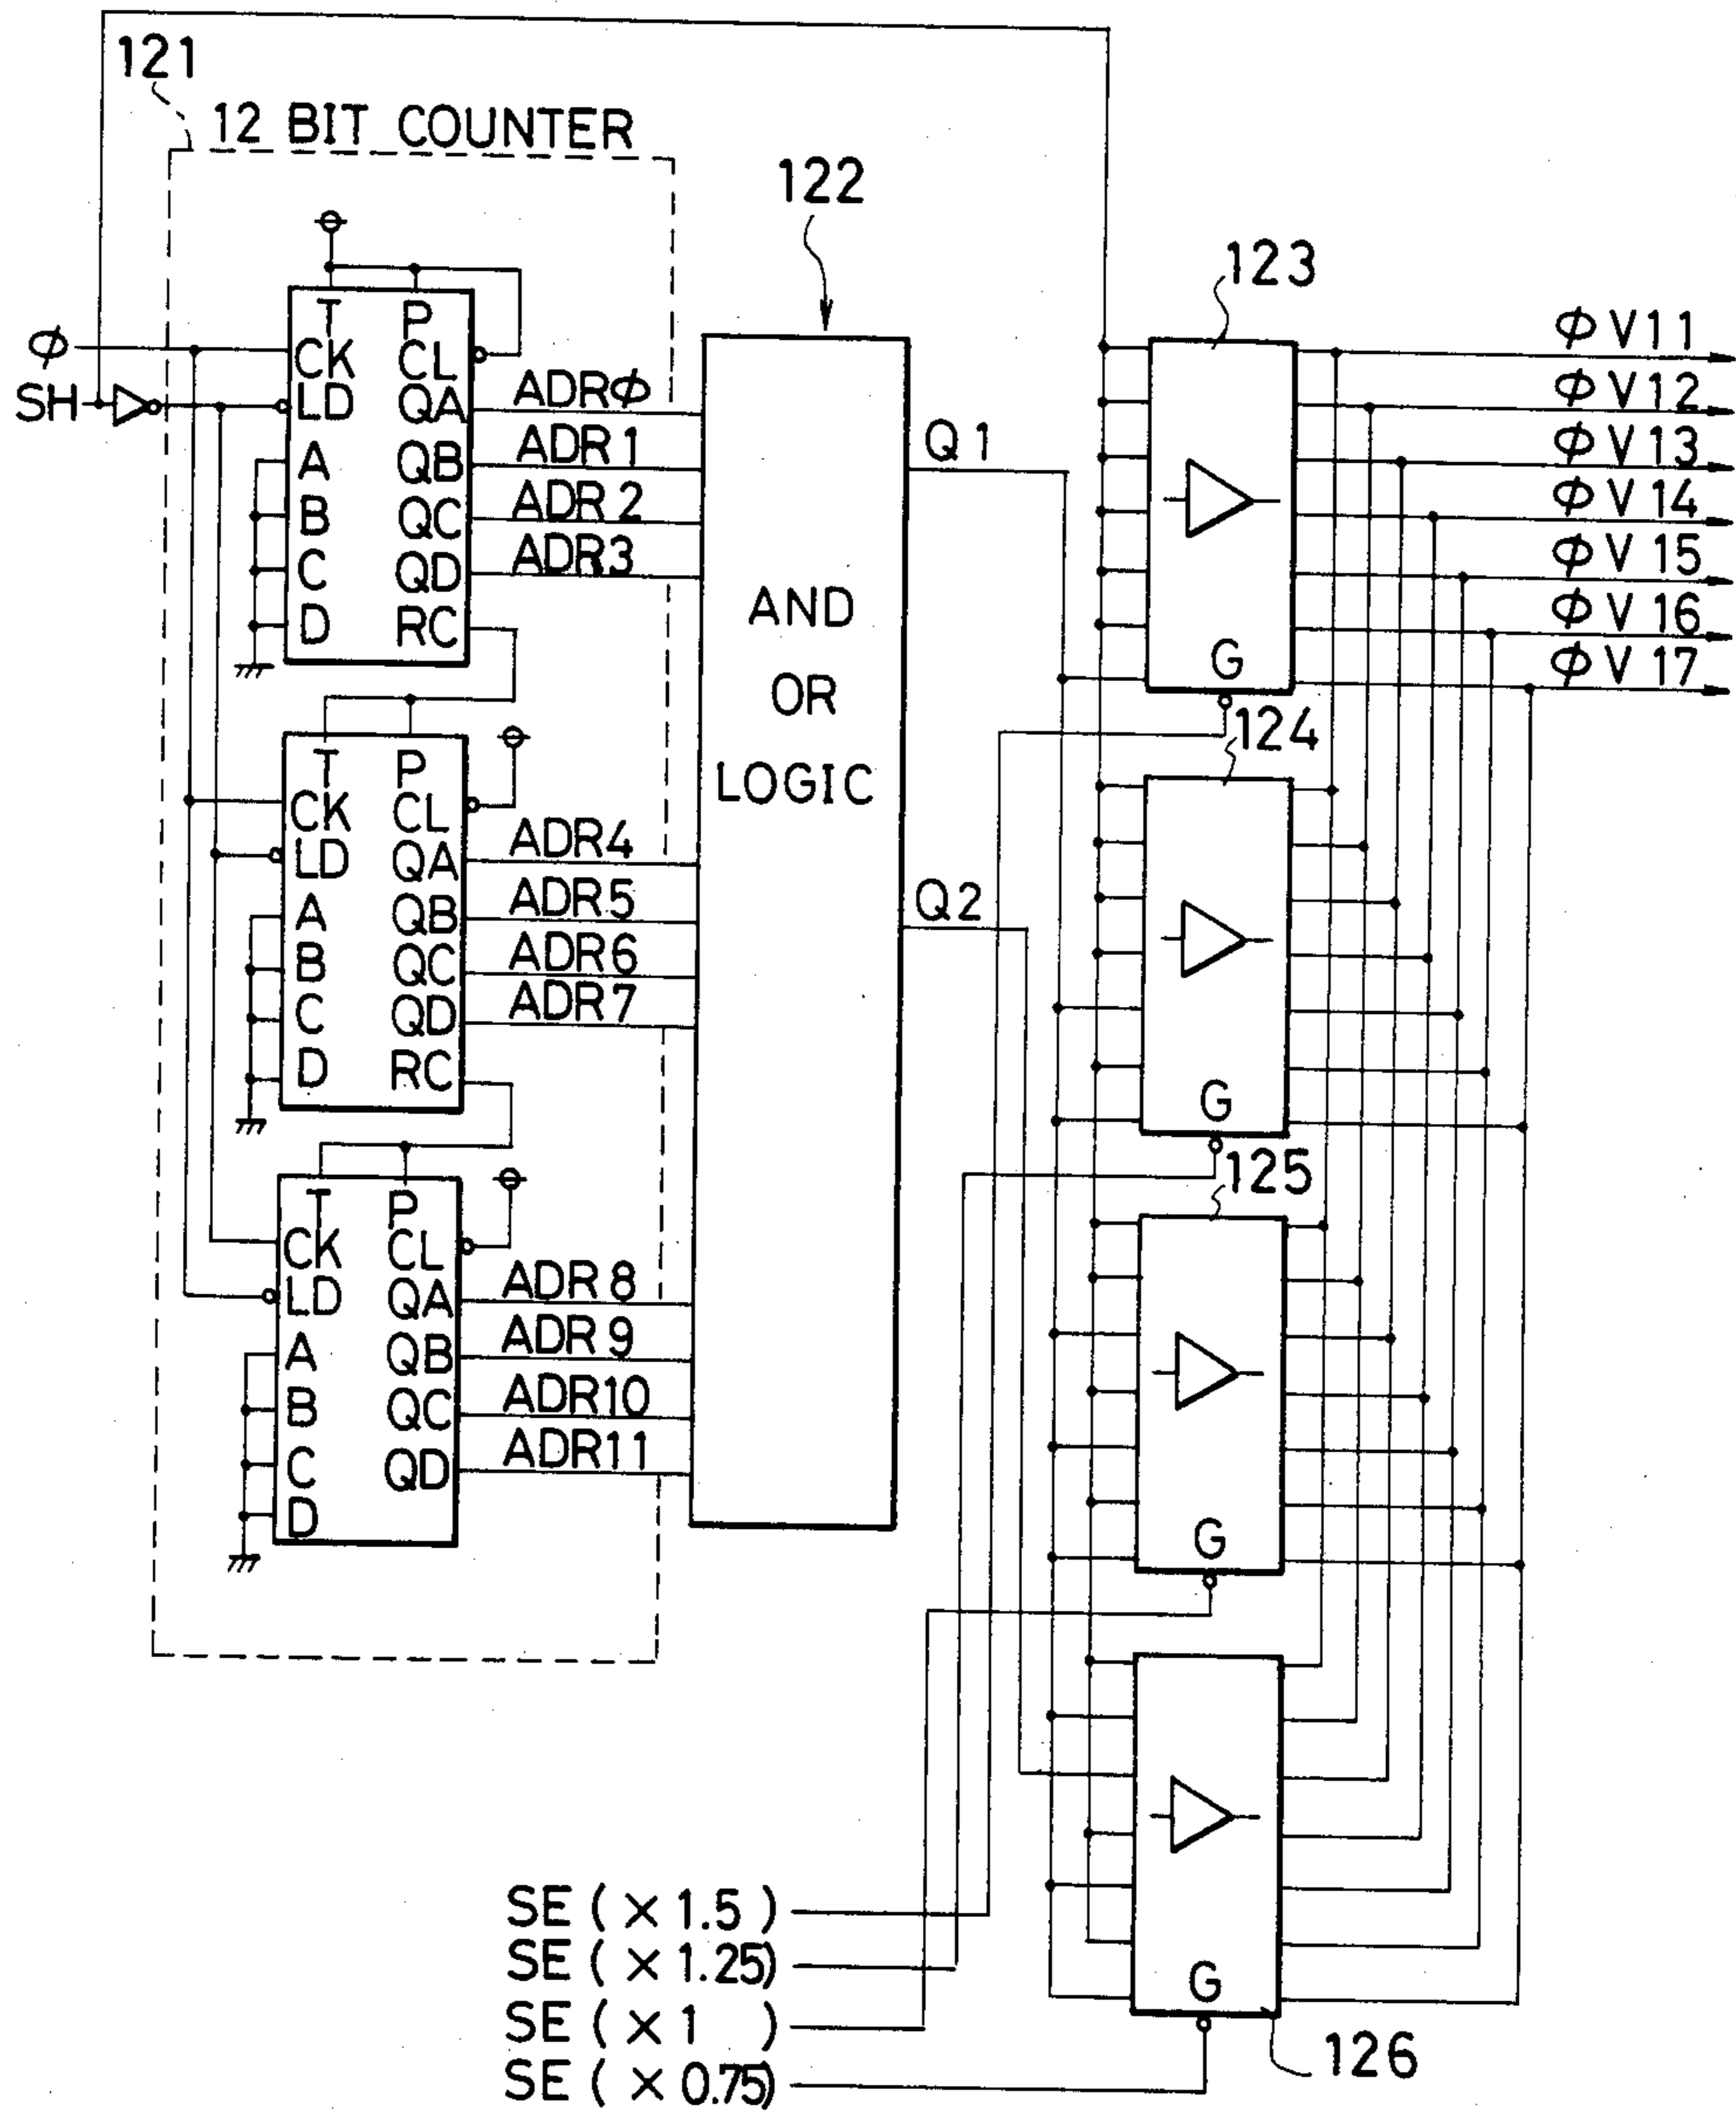 121
12 BIT COUNTER
122
123
T P
φ
CK CL
SH
LD QA
ADRφ
A QB
ADR1
B QC
ADR2
C QD
ADR3
D RC
Q1
AND
OR
LOGIC
G
φV11
φV12
φV13
φV14
φV15
φV16
φV17
124
T P
CK CL
LD QA
ADR4
A QB
ADR5
B QC
ADR6
C QD
ADR7
D RC
Q2
G
125
T P
CK CL
LD QA
ADR8
A QB
ADR9
B QC
ADR10
C QD
ADR11
D
G
SE (×1.5)
SE (×1.25)
SE (×1 )
SE (×0.75)
G
126